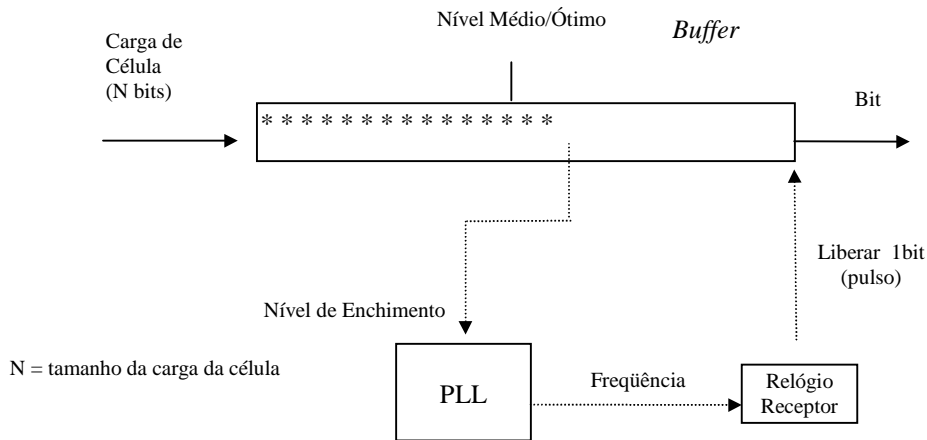 Nível Médio/Ótimo
Buffer
Carga de
Célula
(N bits)
Bit
* * * * * * * * * * * * * * *
Liberar 1bit
(pulso)
Nível de Enchimento
N = tamanho da carga da célula
PLL
Freqüência
Relógio
Receptor